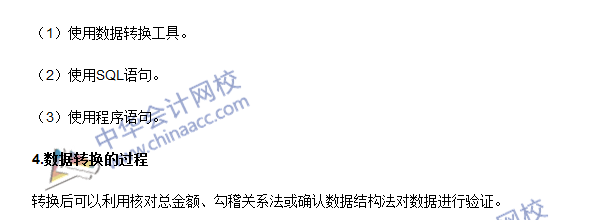 （1）使用数据转换工具。
（2）使用SQL语句。
（3）使用程序语句。
4.数据转换的过程
转换后可以利用核对总金额、勾稽关系法或确认数据结构法对数据进行验证。
中华会计网校
www.chinaacc.com